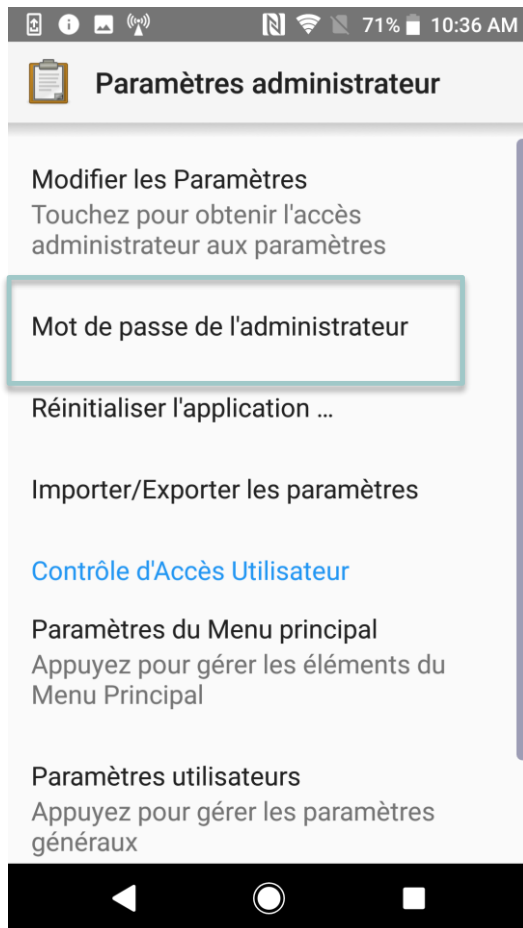 71% 10:36 AM
Paramètres administrateur
Modifier les Paramètres
Touchez pour obtenir l'accès
administrateur aux paramètres
Mot de passe de l'administrateur
Réinitialiser l'application ...
Importer/Exporter les paramètres
Contrôle d'Accès Utilisateur
Paramètres du Menu principal
Appuyez pour gérer les éléments du
Menu Principal
Paramètres utilisateurs
Appuyez pour gérer les paramètres
généraux